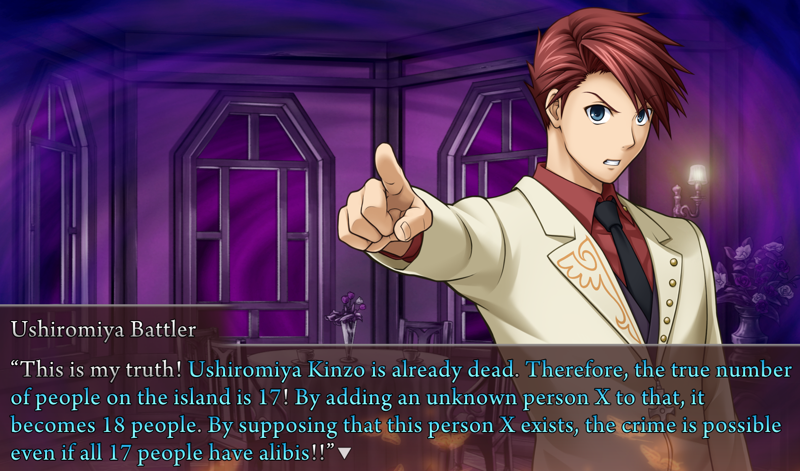 Ushiromiya Battler
“This is my truth! Ushiromiya Kinzo is already dead. Therefore, the true number
of people on the island is 17! By adding an unknown person X to that, it
becomes 18 people. By supposing that this person X exists, the crime is possible
even if all 17 people have alibis!!”▼